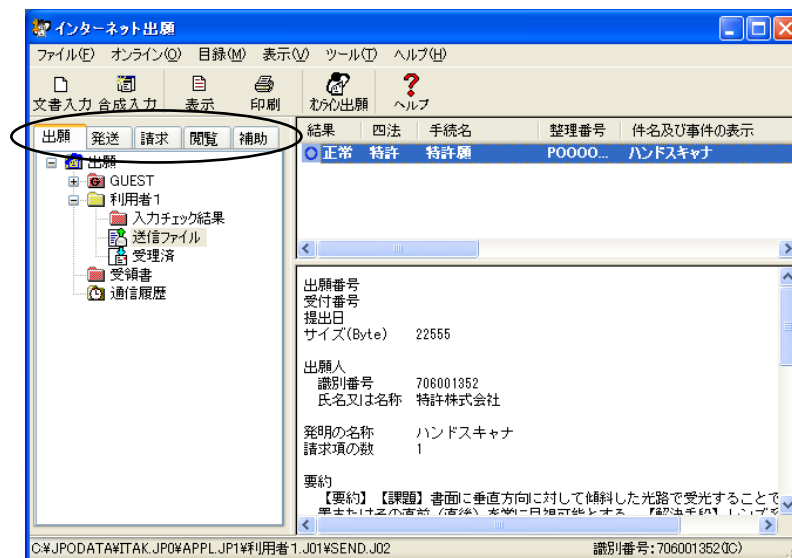 インターネット出願
ファイル(F) オンライン(O) 目録(M) 表示(V) ツール(T) ヘルプ(H)
文書入力 合成入力 表示 印刷 オンライン出願 ヘルプ
出願 発送 請求 閲覧 補助
出願
GUEST
利用者1
入力チェック結果
送信ファイル
受理済
受領書
通信履歴
結果 四法 手続名 整理番号 件名及び事件の表示
正常 特許 特許願 P0000... ハンドスキャナ
出願番号
受付番号
提出日
サイズ(Byte) 22555
出願人
識別番号 706001352
氏名又は名称 特許株式会社
発明の名称 ハンドスキャナ
請求項の数 1
要約
【要約】【課題】書面に垂直方向に対して傾斜した光路で受光することで
C:¥JPODATA¥ITAK.JP0¥APPL.JP1¥利用者1.J01¥SEND.J02 識別番号:706001352(IC)